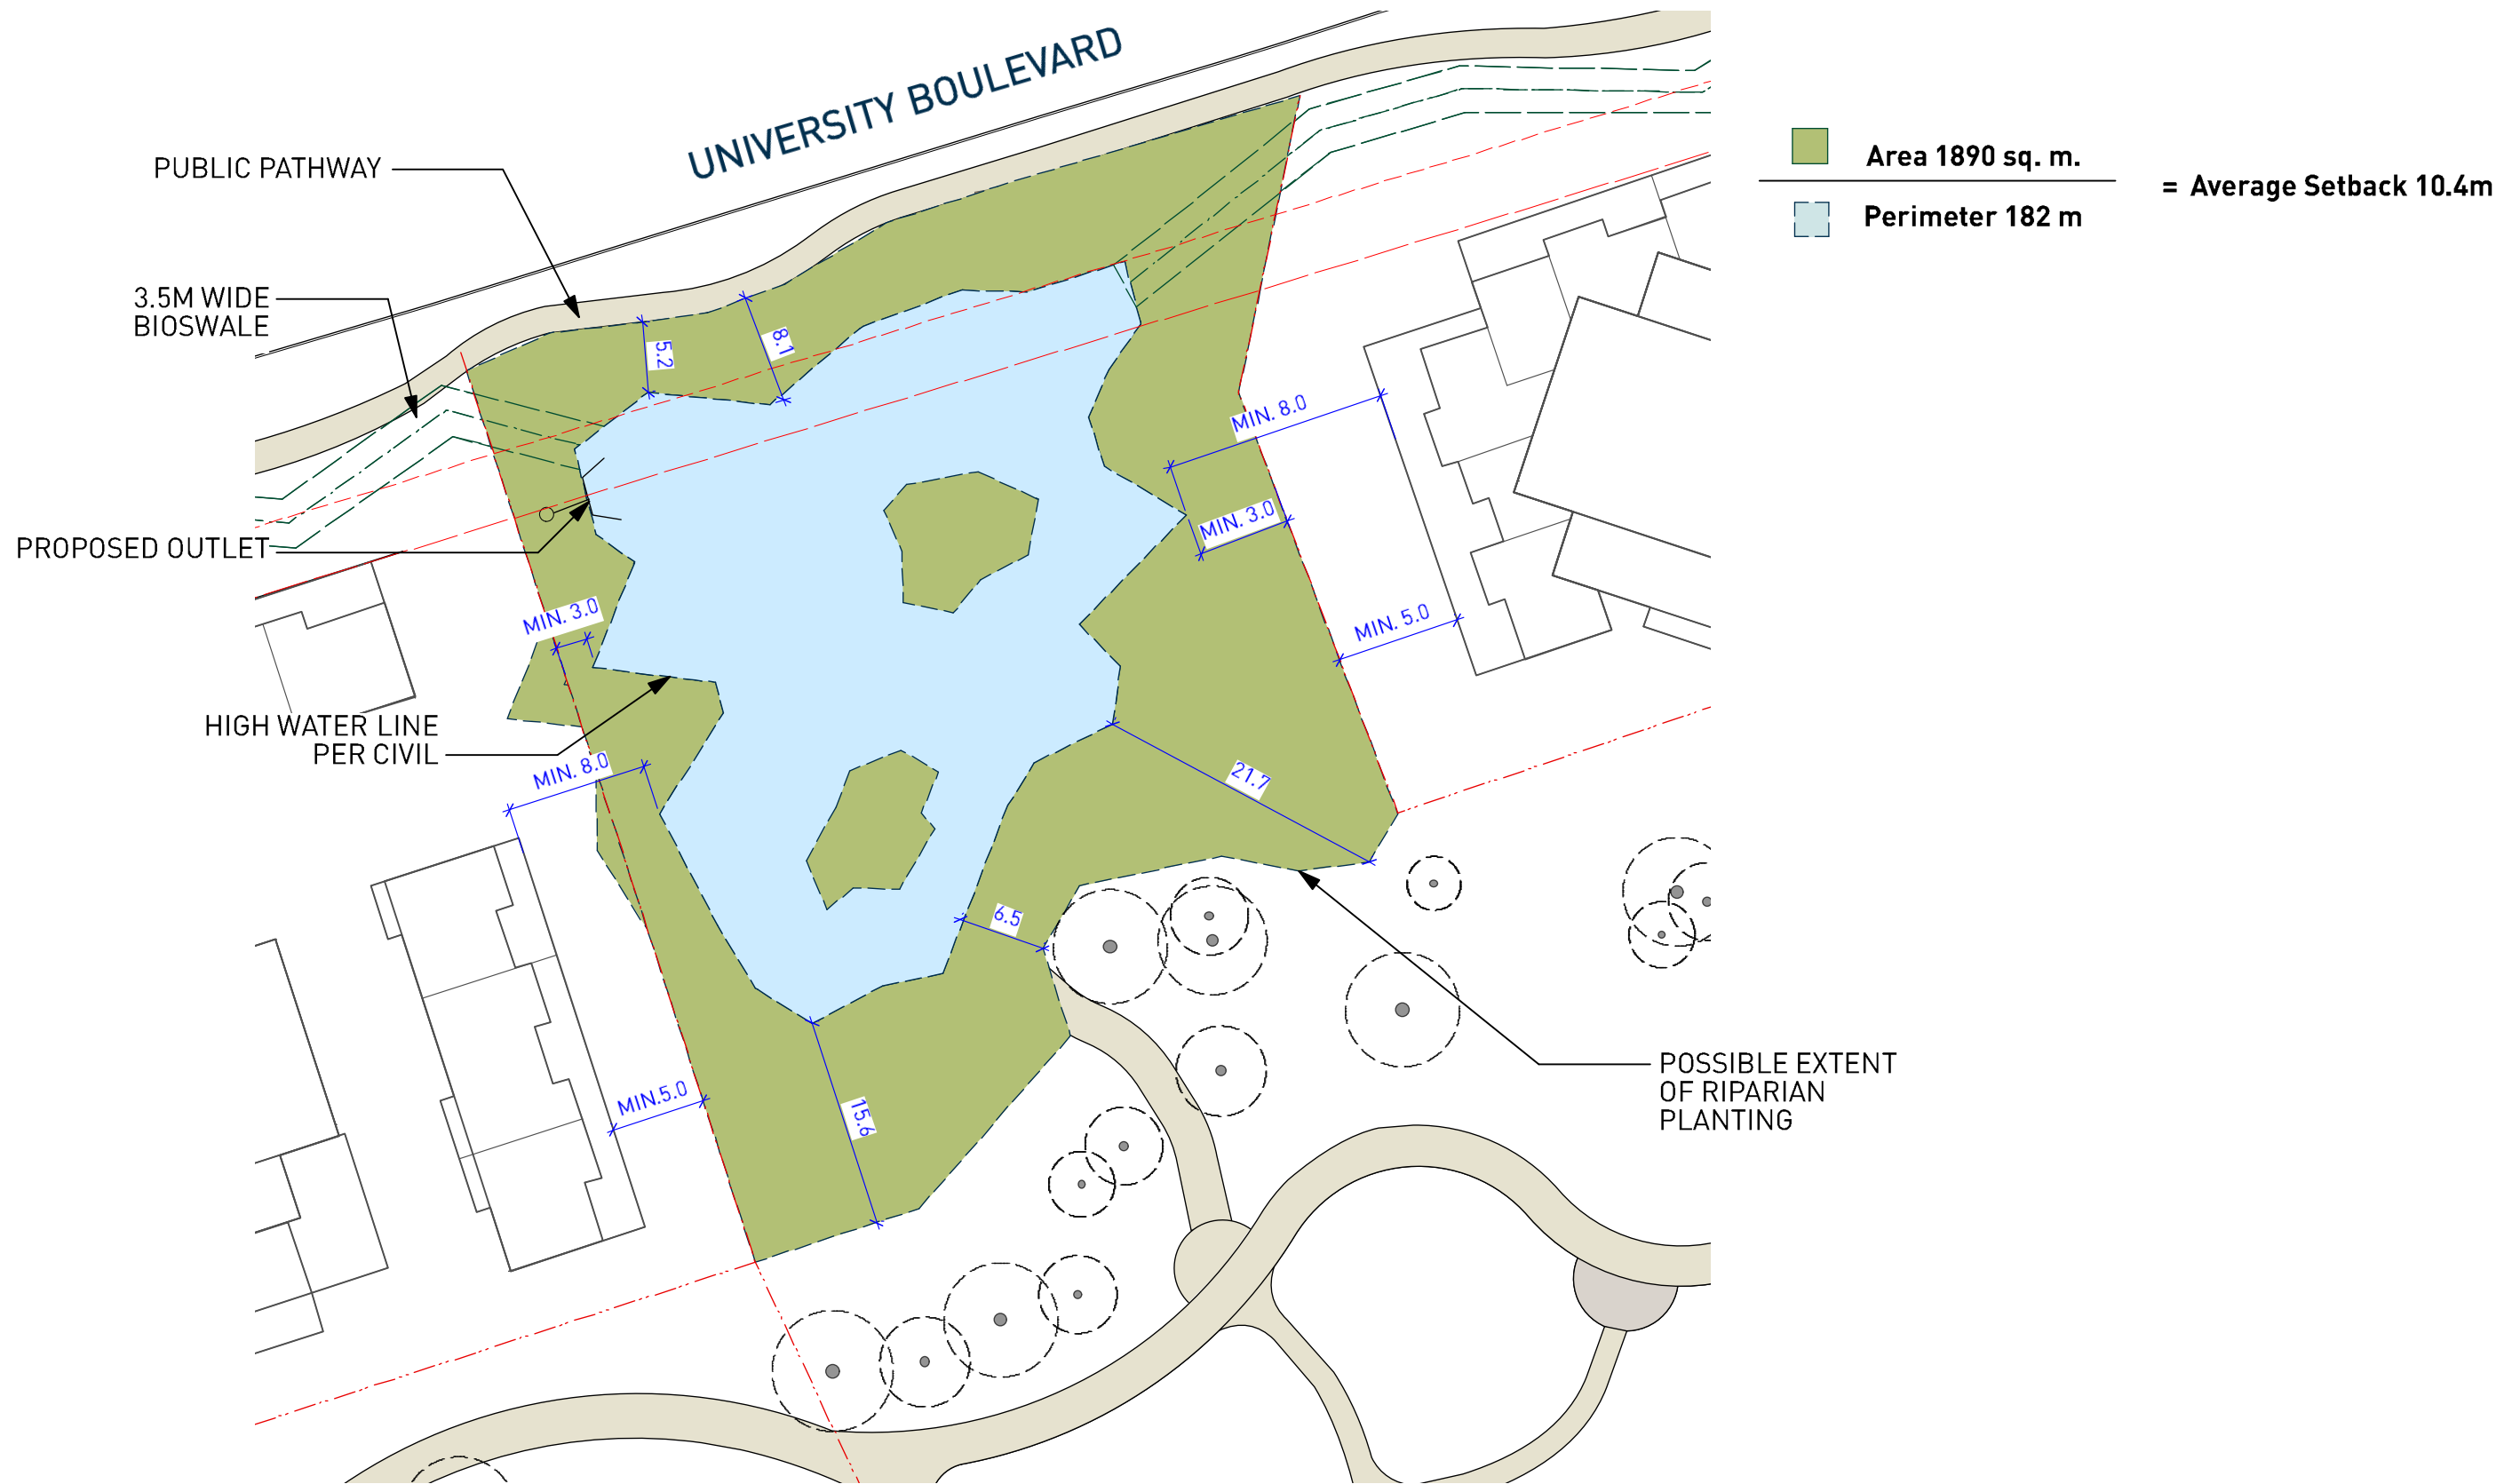 UNIVERSITY BOULEVARD
PUBLIC PATHWAY
Area 1890 sq. m.
= Average Setback 10.4m
Perimeter 182 m
3.5M WIDE
BIOSWALE
5.2
8.1
MIN. 8.0
MIN. 3.0
PROPOSED OUTLET
MIN. 3.0
MIN. 5.0
HIGH WATER LINE
PER CIVIL
MIN. 8.0
21.7
6.5
MIN.5.0
15.6
POSSIBLE EXTENT
OF RIPARIAN
PLANTING